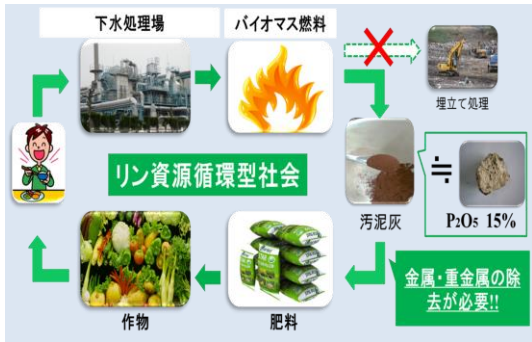 下水処理場
バイオマス燃料
埋立て処理
リン資源循環型社会
汚泥灰
≒
P₂O₅ 15%
金属・重金属の除
去が必要!!
肥料
作物